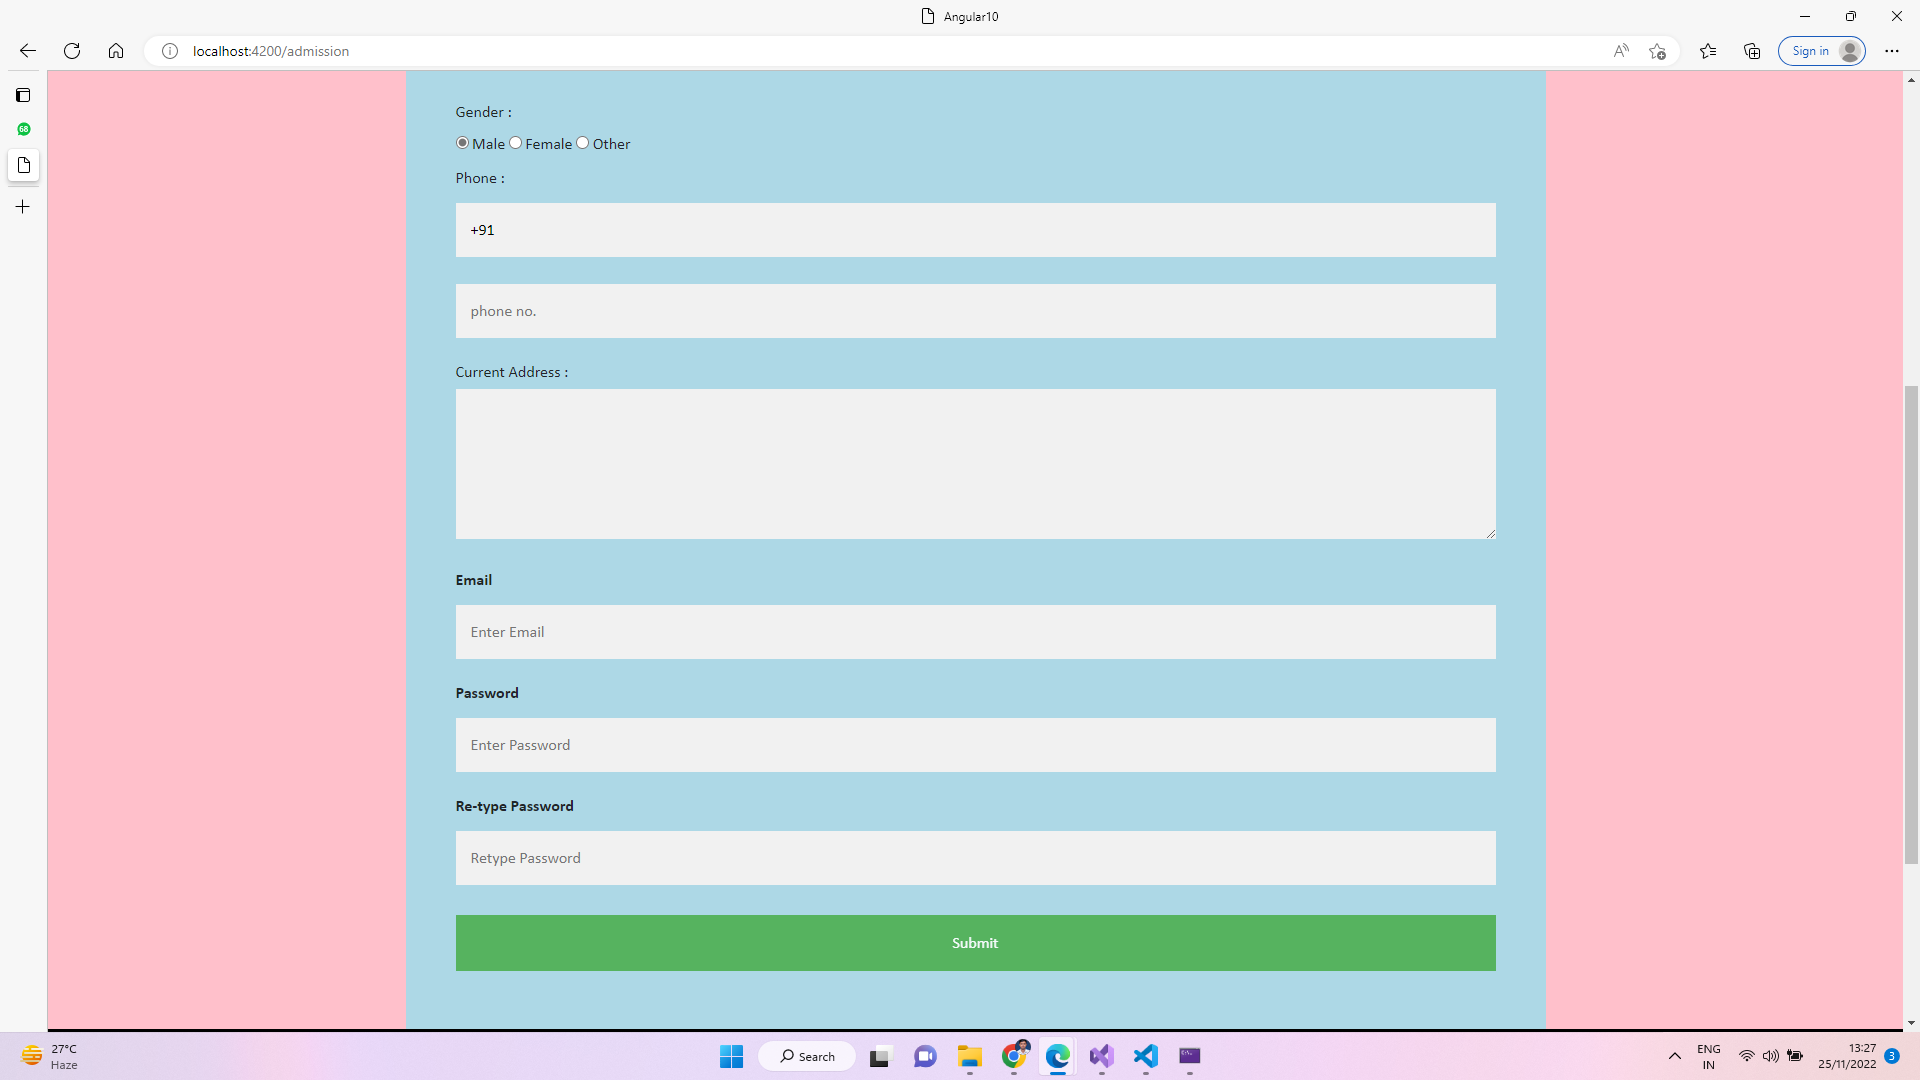 Angular10
localhost:4200/admission
Sign in
68
Gender :
Male Female Other
Phone :
+91
phone no.
Current Address :
Email
Enter Email
Password
Enter Password
Re-type Password
Retype Password
Submit
27°C
Haze
Search
ENG
IN
13:27
25/11/2022
3